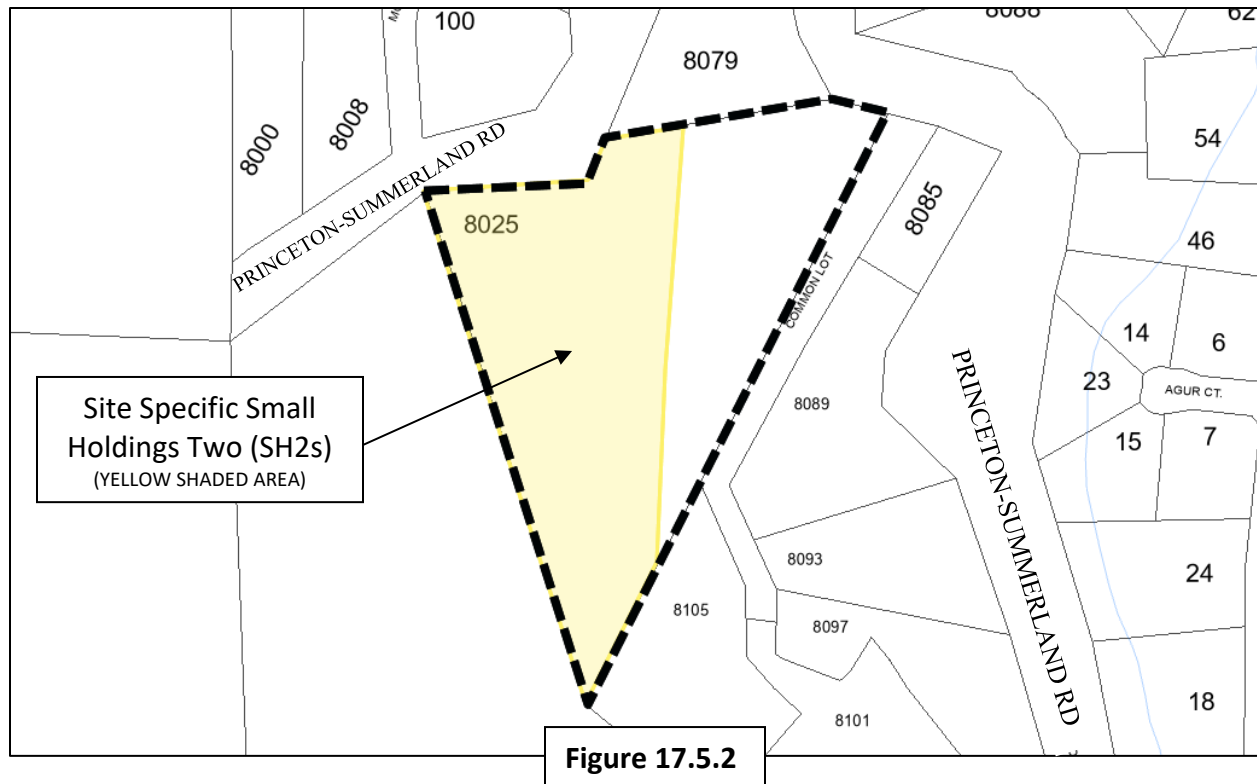 100
8088
62
8079
8000
8008
PRINCETON-SUMMERLAND RD
54
8025
8085
46
COMMON LOT
14
6
23
AGUR CT.
Site Specific Small
Holdings Two (SH2s)
(YELLOW SHADED AREA)
8089
15
7
PRINCETON-SUMMERLAND RD
8093
24
8105
8097
18
8101
Figure 17.5.2